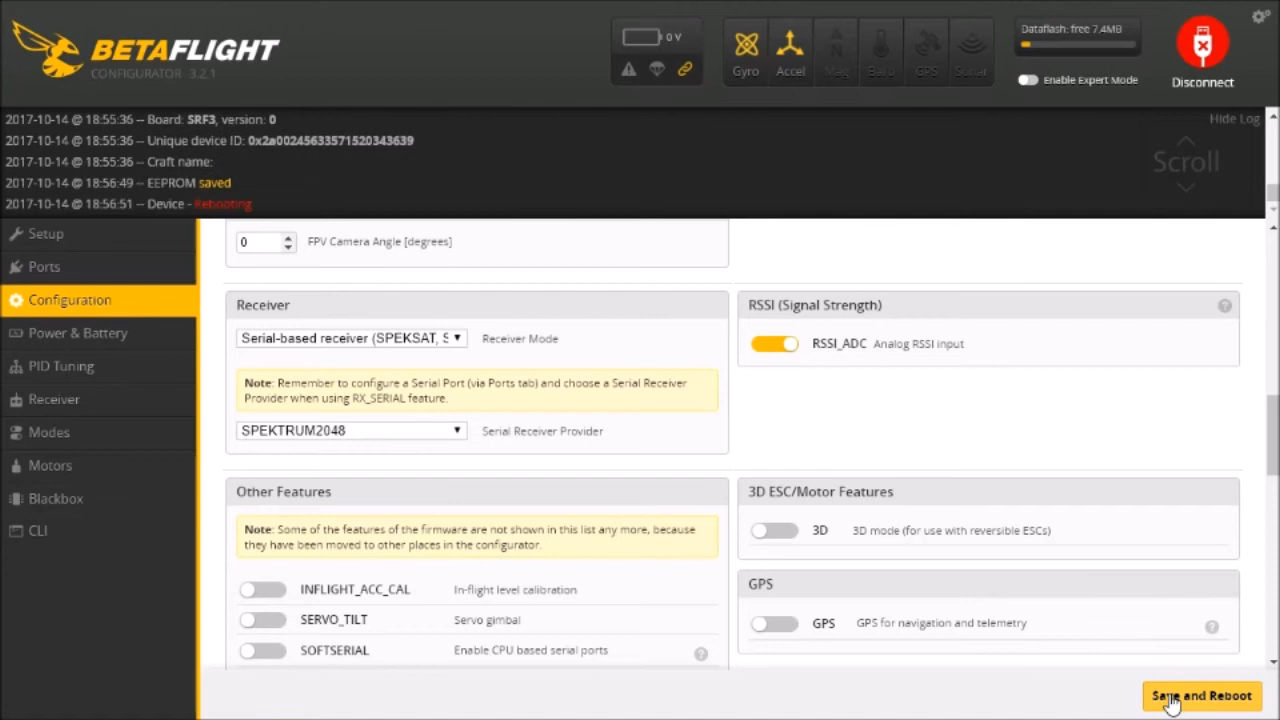 BETAFLIGHT
CONFIGURATOR 3.2.1
0 V
Gyro
Accel
Mag
Baro
GPS
Sonar
Dataflash: free 7.4MB
Enable Expert Mode
Disconnect
2017-10-14 @ 18:55:36 -- Board: SRF3, version: 0
2017-10-14 @ 18:55:36 -- Unique device ID: 0x2a00245633571520343639
2017-10-14 @ 18:55:36 -- Craft name:
2017-10-14 @ 18:56:49 -- EEPROM saved
2017-10-14 @ 18:56:51 -- Device - Rebooting
Hide Log
Scroll
Setup
Ports
Configuration
Power & Battery
PID Tuning
Receiver
Modes
Motors
Blackbox
CLI
0 FPV Camera Angle [degrees]
Receiver
Serial-based receiver (SPEKSAT, S Receiver Mode
Note: Remember to configure a Serial Port (via Ports tab) and choose a Serial Receiver
Provider when using RX_SERIAL feature.
SPEKTRUM2048 Serial Receiver Provider
RSSI (Signal Strength)
RSSI_ADC Analog RSSI input
Other Features
Note: Some of the features of the firmware are not shown in this list any more, because
they have been moved to other places in the configurator.
INFLIGHT_ACC_CAL In-flight level calibration
SERVO_TILT Servo gimbal
SOFTSERIAL Enable CPU based serial ports
3D ESC/Motor Features
3D 3D mode (for use with reversible ESCs)
GPS
GPS GPS for navigation and telemetry
Save and Reboot